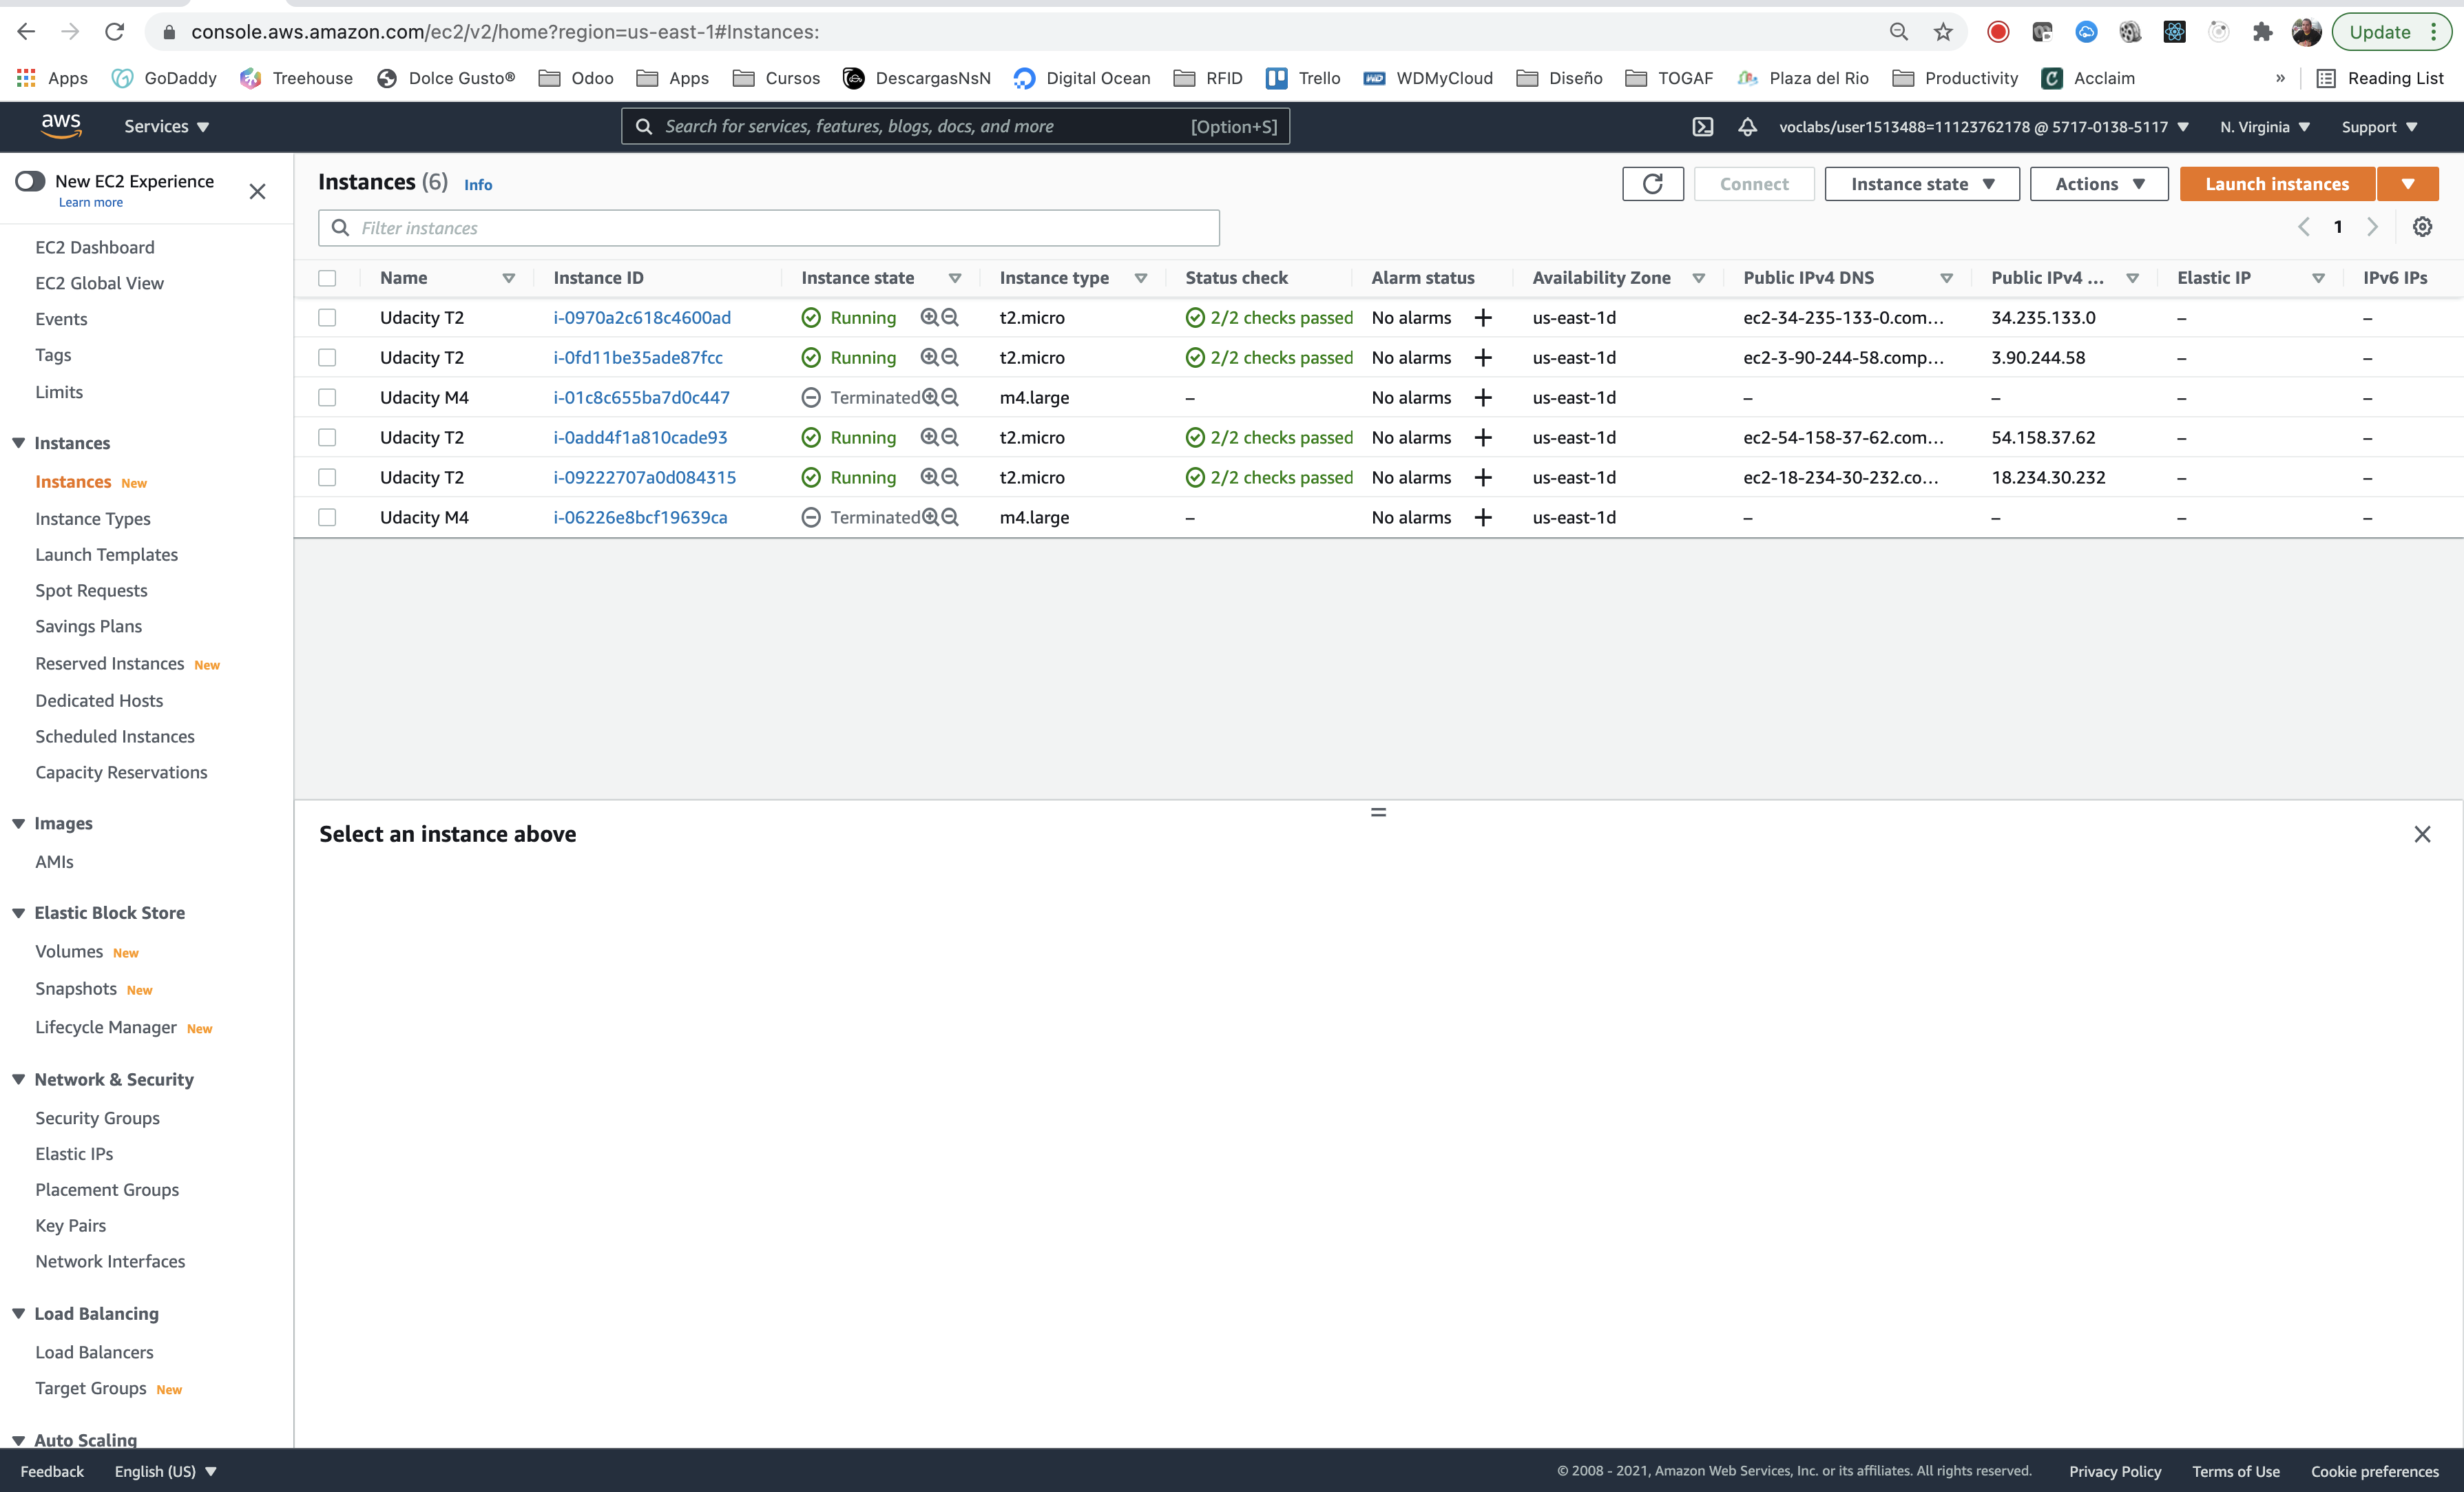 console.aws.amazon.com/ec2/v2/home?region=us-east-1#Instances:
Update
Apps GoDaddy Treehouse Dolce Gusto® Odoo Apps Cursos DescargasNsN Digital Ocean RFID Trello WDMyCloud Diseño TOGAF Plaza del Rio Productivity Acclaim » Reading List
aws Services Search for services, features, blogs, docs, and more [Option+S] voclabs/user1513488=11123762178 @ 5717-0138-5117 N. Virginia Support
New EC2 Experience
Learn more
EC2 Dashboard
EC2 Global View
Events
Tags
Limits
Instances
Instances New
Instance Types
Launch Templates
Spot Requests
Savings Plans
Reserved Instances New
Dedicated Hosts
Scheduled Instances
Capacity Reservations
Images
AMIs
Elastic Block Store
Volumes New
Snapshots New
Lifecycle Manager New
Network & Security
Security Groups
Elastic IPs
Placement Groups
Key Pairs
Network Interfaces
Load Balancing
Load Balancers
Target Groups New
Auto Scaling
Instances (6) Info Connect Instance state Actions Launch instances
Filter instances 1
Name Instance ID Instance state Instance type Status check Alarm status Availability Zone Public IPv4 DNS Public IPv4 ... Elastic IP IPv6 IPs
Udacity T2 i-0970a2c618c4600ad Running t2.micro 2/2 checks passed No alarms + us-east-1d ec2-34-235-133-0.com... 34.235.133.0 – –
Udacity T2 i-0fd11be35ade87fcc Running t2.micro 2/2 checks passed No alarms + us-east-1d ec2-3-90-244-58.comp... 3.90.244.58 – –
Udacity M4 i-01c8c655ba7d0c447 Terminated m4.large – No alarms + us-east-1d – – – –
Udacity T2 i-0add4f1a810cade93 Running t2.micro 2/2 checks passed No alarms + us-east-1d ec2-54-158-37-62.com... 54.158.37.62 – –
Udacity T2 i-09222707a0d084315 Running t2.micro 2/2 checks passed No alarms + us-east-1d ec2-18-234-30-232.co... 18.234.30.232 – –
Udacity M4 i-06226e8bcf19639ca Terminated m4.large – No alarms + us-east-1d – – – –
Select an instance above
Feedback English (US) © 2008 - 2021, Amazon Web Services, Inc. or its affiliates. All rights reserved. Privacy Policy Terms of Use Cookie preferences